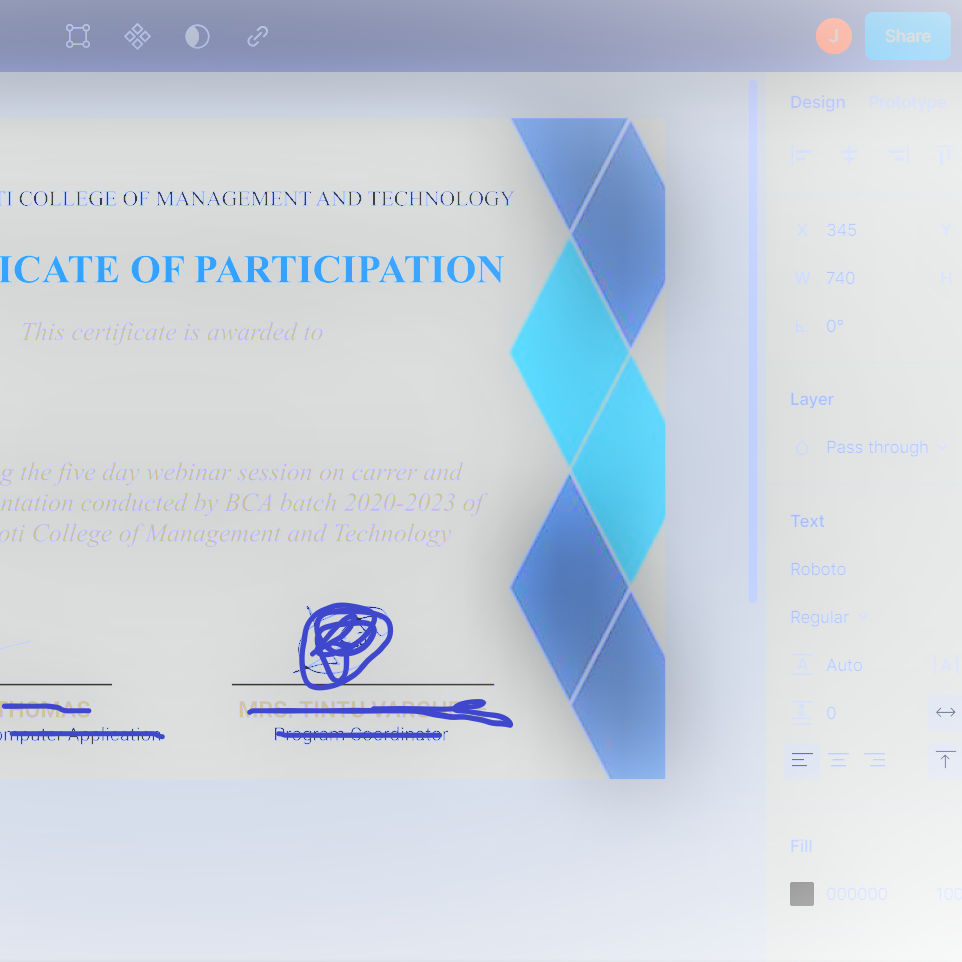 J Share
Design Prototype
X 345 Y
W 740 H
0°
Layer
Pass through
Text
Roboto
Regular
Auto
0
Fill
000000 100
TI COLLEGE OF MANAGEMENT AND TECHNOLOGY
ICATE OF PARTICIPATION
This certificate is awarded to
g the five day webinar session on carrer and
ntation conducted by BCA batch 2020-2023 of
oti College of Management and Technology
THOMAS
omputer Application
MRS. TINTU
Program Coordinator